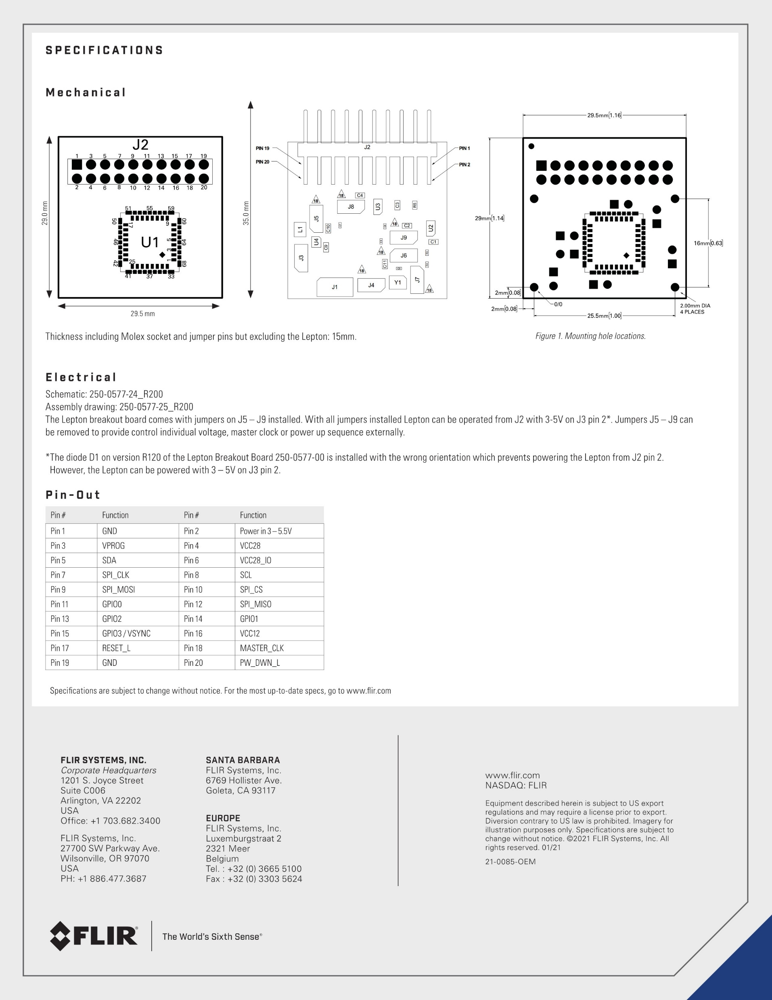 SPECIFICATIONS
Mechanical
J2
1 3 5 7 9 11 13 15 17 19
2 4 6 8 10 12 14 16 18 20
29.0 mm
51 55 59
50 17 9 60
46 U1 5 64
3
42 25 1 68
41 37 33
29.5 mm
35.0 mm
PIN 19 J2 PIN 1
PIN 20 PIN 2
18 18 C4
J8 U3 C3 R5
J5
L1 C10 18 C2 U2
U4 C9 J9 C1
J3 18 J6
C11
18
J1 J4 Y1 J7 18
29.5mm[1.16]
29mm[1.14]
16mm[0.63]
2mm[0.08]
2mm[0.08]
0/0
25.5mm[1.00]
2.00mm DIA
4 PLACES
Thickness including Molex socket and jumper pins but excluding the Lepton: 15mm.
Figure 1. Mounting hole locations.
Electrical
Schematic: 250-0577-24_R200
Assembly drawing: 250-0577-25_R200
The Lepton breakout board comes with jumpers on J5 – J9 installed. With all jumpers installed Lepton can be operated from J2 with 3-5V on J3 pin 2*. Jumpers J5 – J9 can
be removed to provide control individual voltage, master clock or power up sequence externally.
*The diode D1 on version R120 of the Lepton Breakout Board 250-0577-00 is installed with the wrong orientation which prevents powering the Lepton from J2 pin 2.
However, the Lepton can be powered with 3 – 5V on J3 pin 2.
Pin-Out
Pin # Function Pin # Function
Pin 1 GND Pin 2 Power in 3 – 5.5V
Pin 3 VPROG Pin 4 VCC28
Pin 5 SDA Pin 6 VCC28_IO
Pin 7 SPI_CLK Pin 8 SCL
Pin 9 SPI_MOSI Pin 10 SPI_CS
Pin 11 GPIO0 Pin 12 SPI_MISO
Pin 13 GPIO2 Pin 14 GPIO1
Pin 15 GPIO3 / VSYNC Pin 16 VCC12
Pin 17 RESET_L Pin 18 MASTER_CLK
Pin 19 GND Pin 20 PW_DWN_L
Specifications are subject to change without notice. For the most up-to-date specs, go to www.flir.com
FLIR SYSTEMS, INC.
Corporate Headquarters
1201 S. Joyce Street
Suite C006
Arlington, VA 22202
USA
Office: +1 703.682.3400
FLIR Systems, Inc.
27700 SW Parkway Ave.
Wilsonville, OR 97070
USA
PH: +1 886.477.3687
SANTA BARBARA
FLIR Systems, Inc.
6769 Hollister Ave.
Goleta, CA 93117
EUROPE
FLIR Systems, Inc.
Luxemburgstraat 2
2321 Meer
Belgium
Tel. : +32 (0) 3665 5100
Fax : +32 (0) 3303 5624
www.flir.com
NASDAQ: FLIR
Equipment described herein is subject to US export
regulations and may require a license prior to export.
Diversion contrary to US law is prohibited. Imagery for
illustration purposes only. Specifications are subject to
change without notice. ©2021 FLIR Systems, Inc. All
rights reserved. 01/21
21-0085-OEM
FLIR®
The World's Sixth Sense®